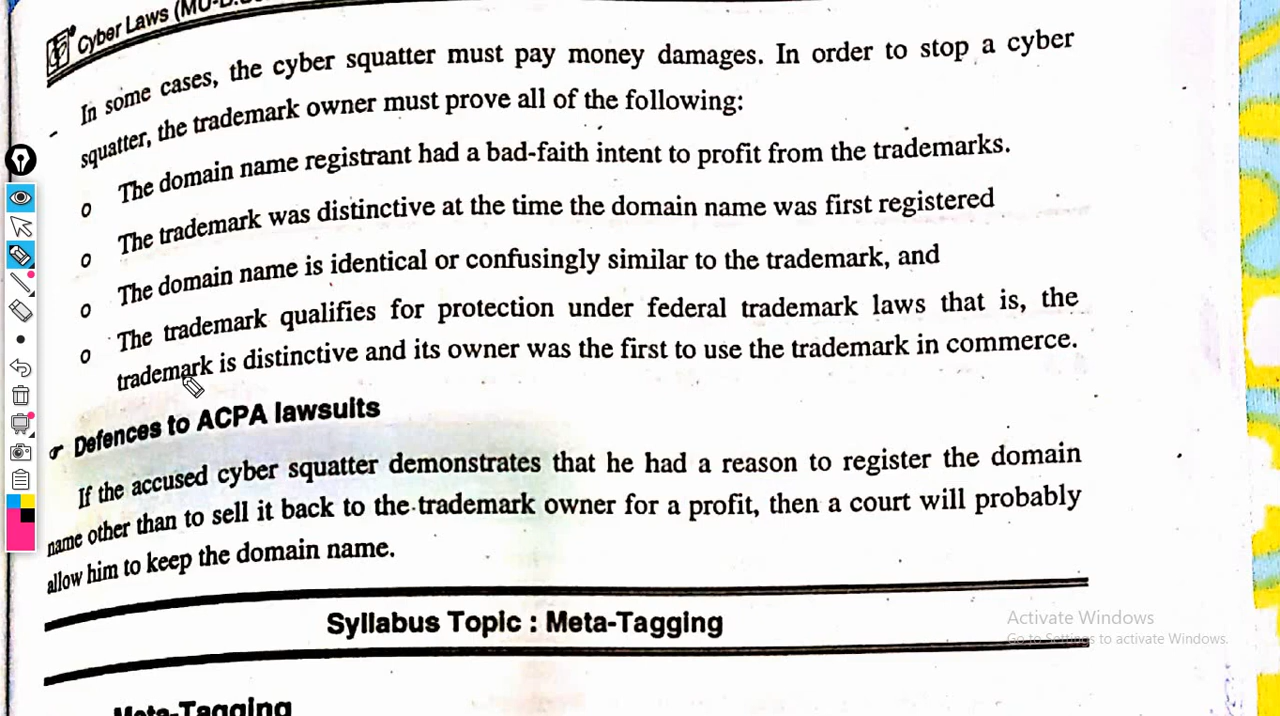 Cyber Laws (MU-B.Sc.
- In some cases, the cyber squatter must pay money damages. In order to stop a cyber
squatter, the trademark owner must prove all of the following:
o The domain name registrant had a bad-faith intent to profit from the trademarks.
o The trademark was distinctive at the time the domain name was first registered
o The domain name is identical or confusingly similar to the trademark, and
o The trademark qualifies for protection under federal trademark laws that is, the
trademark is distinctive and its owner was the first to use the trademark in commerce.
☞ Defences to ACPA lawsuits
If the accused cyber squatter demonstrates that he had a reason to register the domain
name other than to sell it back to the trademark owner for a profit, then a court will probably
allow him to keep the domain name.
Syllabus Topic : Meta-Tagging
Activate Windows
Go to Settings to activate Windows.
Meta-Tagging